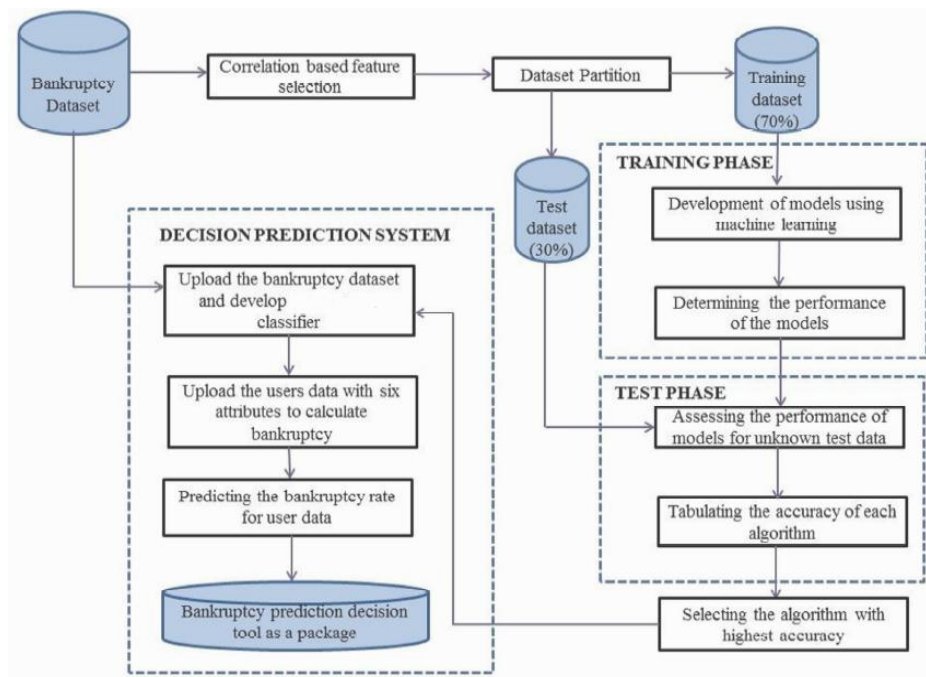 Bankruptcy
Dataset
Correlation based feature
selection
Dataset Partition
Training
dataset
(70%)
TRAINING PHASE
Development of models using
machine learning
Determining the performance
of the models
Test
dataset
(30%)
TEST PHASE
Assessing the performance of
models for unknown test data
Tabulating the accuracy of each
algorithm
Selecting the algorithm with
highest accuracy
DECISION PREDICTION SYSTEM
Upload the bankruptcy dataset
and develop
classifier
Upload the users data with six
attributes to calculate
bankruptcy
Predicting the bankruptcy rate
for user data
Bankruptcy prediction decision
tool as a package